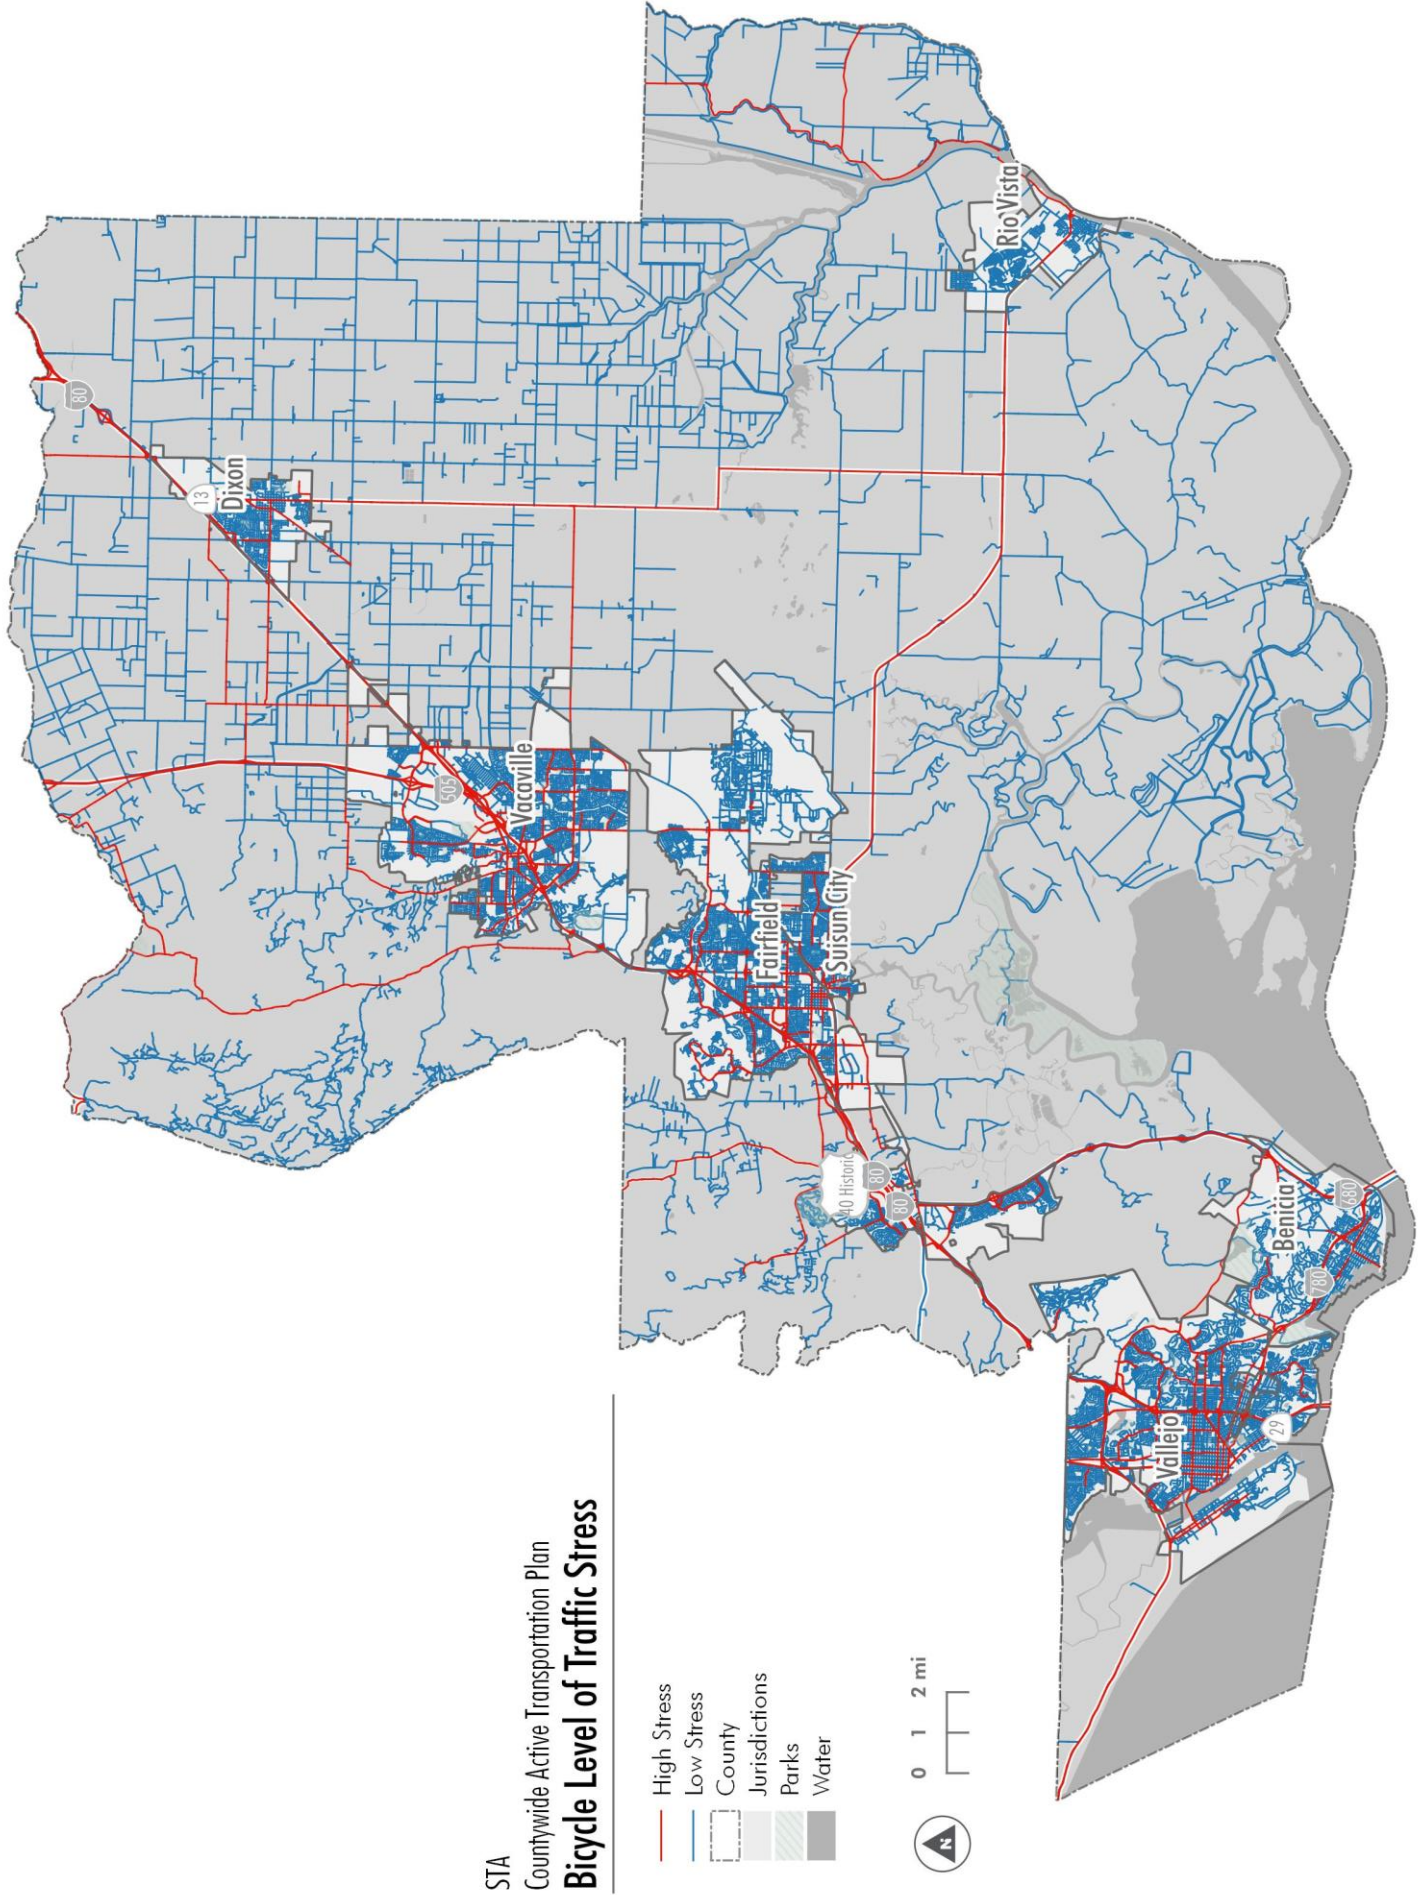 STA
Countywide Active Transportation Plan
Bicycle Level of Traffic Stress
High Stress
Low Stress
County
Jurisdictions
Parks
Water
0 1 2 mi
N
80
13
Dixon
505
Vacaville
Rio Vista
Fairfield
Suisun City
40 Historic
80
80
Benicia
680
780
Vallejo
29